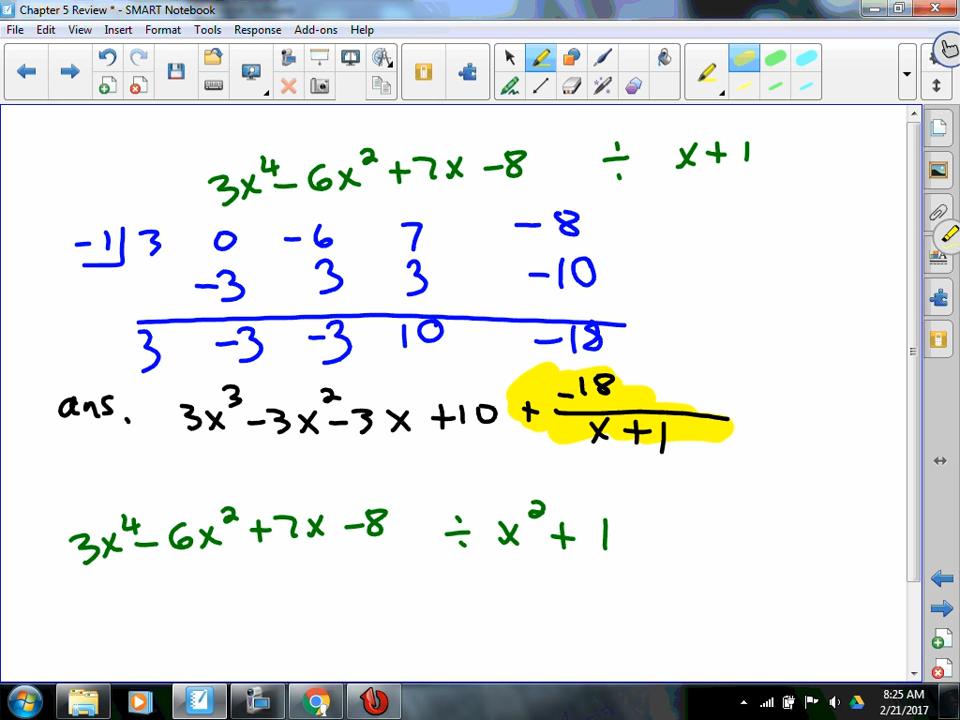 Chapter 5 Review * - SMART Notebook
File Edit View Insert Format Tools Response Add-ons Help
3x⁴ - 6x² + 7x - 8 ÷ x + 1
-1 3 0 -6 7 -8
-3 3 3 -10
3 -3 -3 10 -18
ans. 3x³ - 3x² - 3x + 10 + -18/x + 1
3x⁴ - 6x² + 7x - 8 ÷ x² + 1
8:25 AM
2/21/2017